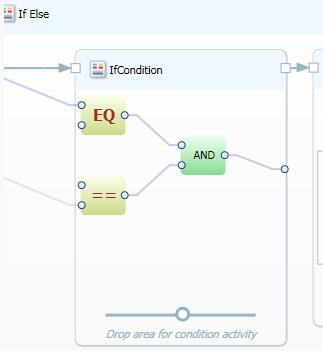 If Else
IfCondition
EQ
AND
==
Drop area for condition activity